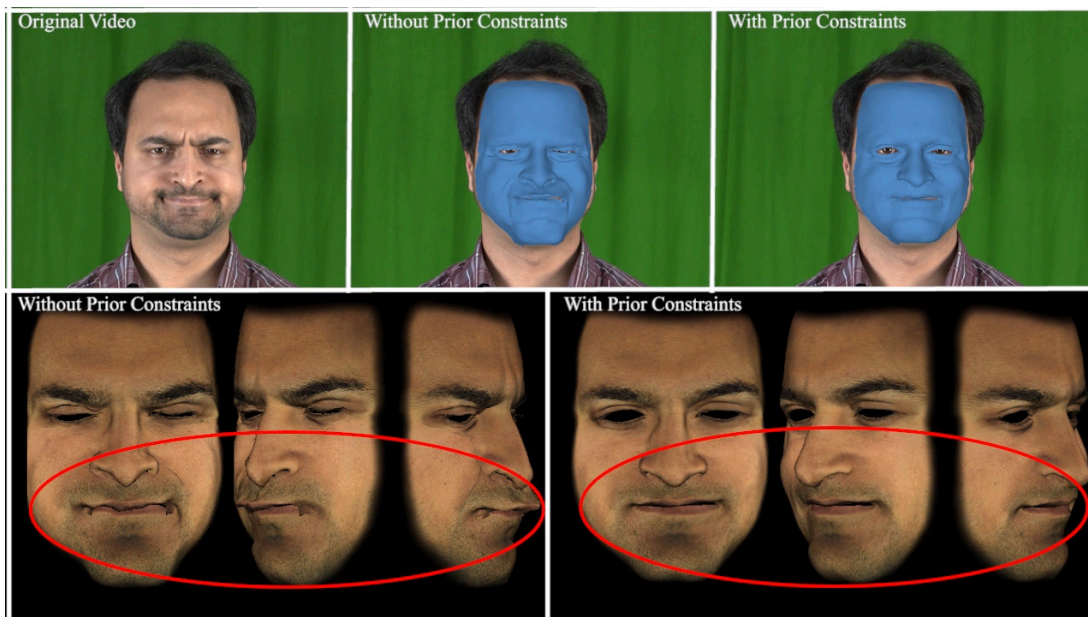 Original Video
Without Prior Constraints
With Prior Constraints
Without Prior Constraints
With Prior Constraints